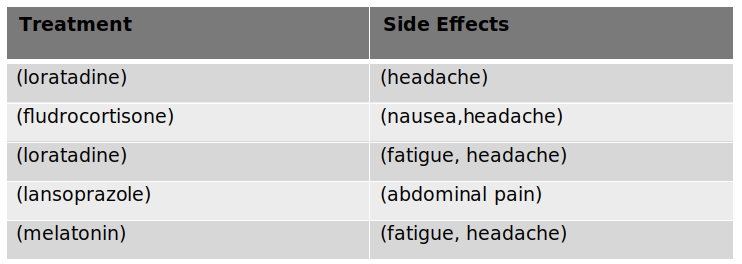 Treatment Side Effects
(loratadine) (headache)
(fludrocortisone) (nausea,headache)
(loratadine) (fatigue, headache)
(lansoprazole) (abdominal pain)
(melatonin) (fatigue, headache)